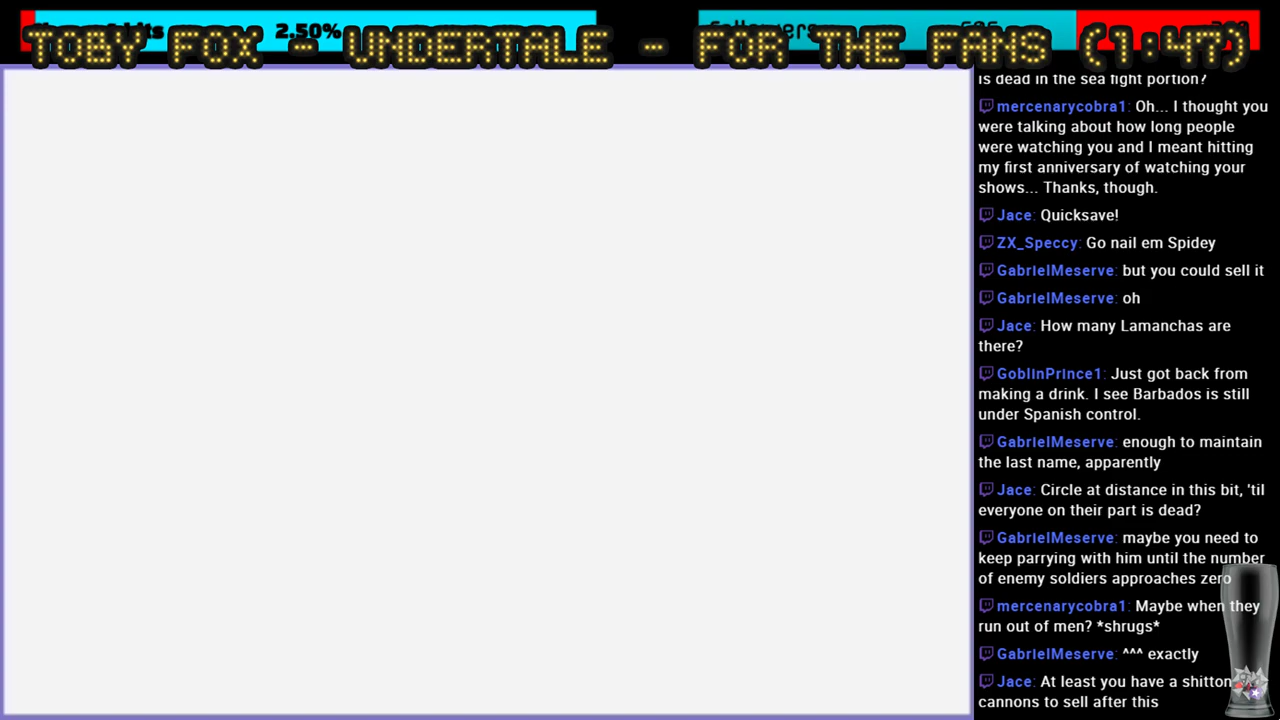 2.50%
TOBY FOX - UNDERTALE - FOR THE FANS (1:47)
is dead in the sea fight portion?
mercenarycobra1: Oh... I thought you
were talking about how long people
were watching you and I meant hitting
my first anniversary of watching your
shows... Thanks, though.
Jace: Quicksave!
ZX_Speccy: Go nail em Spidey
GabrielMeserve: but you could sell it
GabrielMeserve: oh
Jace: How many Lamanchas are
there?
GoblinPrince1: Just got back from
making a drink. I see Barbados is still
under Spanish control.
GabrielMeserve: enough to maintain
the last name, apparently
Jace: Circle at distance in this bit, 'til
everyone on their part is dead?
GabrielMeserve: maybe you need to
keep parrying with him until the number
of enemy soldiers approaches zero
mercenarycobra1: Maybe when they
run out of men? *shrugs*
GabrielMeserve: ^^^ exactly
Jace: At least you have a shitton
cannons to sell after this